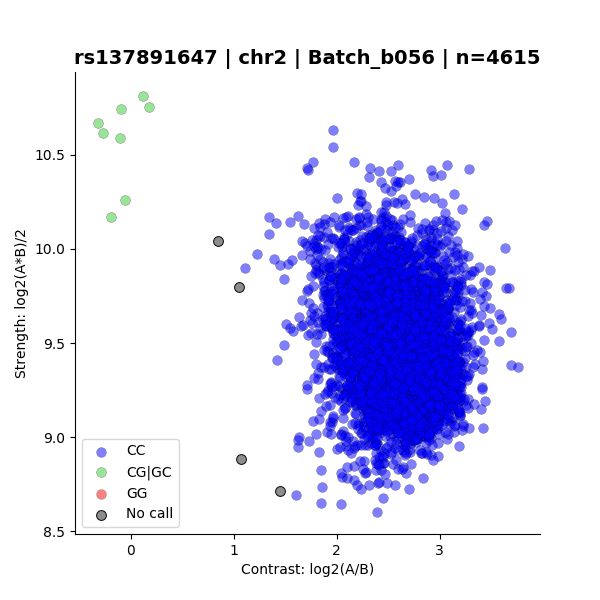 rs137891647 | chr2 | Batch_b056 | n=4615
Strength: log2(A*B)/2
10.5
10.0
9.5
9.0
8.5
CC
CG|GC
GG
No call
0 1 2 3
Contrast: log2(A/B)